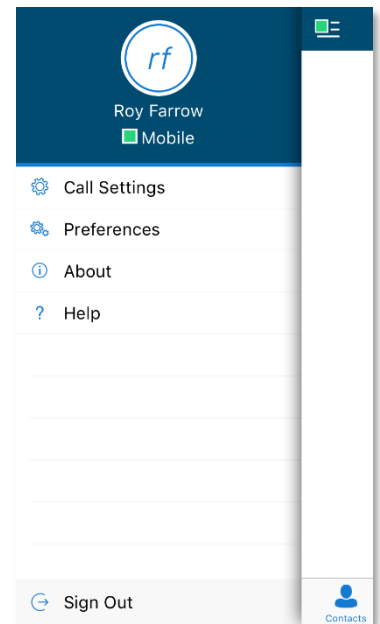 rf
Roy Farrow
Mobile
Call Settings
Preferences
About
? Help
Sign Out
Contacts